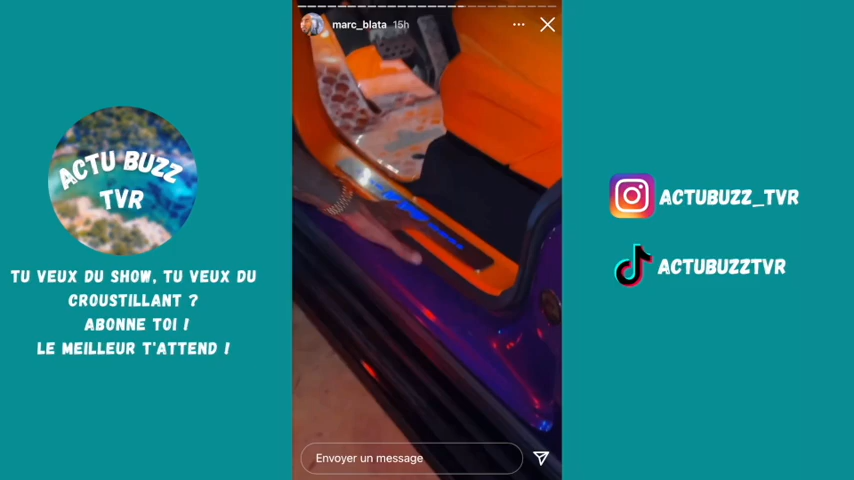 marc_blata 15h
ACTU BUZZ
TVR
TU VEUX DU SHOW, TU VEUX DU
CROUSTILLANT ?
ABONNE TOI !
LE MEILLEUR T'ATTEND !
ACTUBUZZ_TVR
ACTUBUZZTVR
Envoyer un message